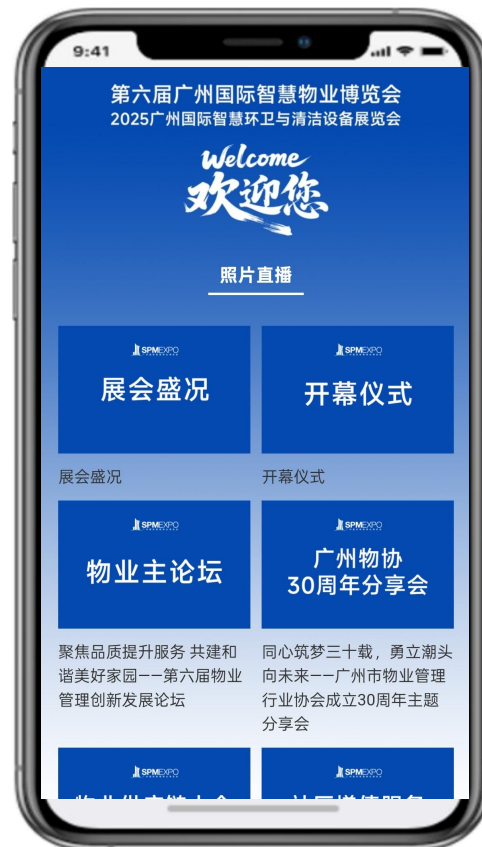 9:41
第六届广州国际智慧物业博览会
2025广州国际智慧环卫与清洁设备展览会
Welcome
欢迎您
照片直播
SPMEXPO
展会盛况
SPMEXPO
开幕仪式
展会盛况
开幕仪式
SPMEXPO
物业主论坛
SPMEXPO
广州物协
30周年分享会
聚焦品质提升服务 共建和
谐美好家园——第六届物业
管理创新发展论坛
同心筑梦三十载，勇立潮头
向未来——广州市物业管理
行业协会成立30周年主题
分享会
SPMEXPO
SPMEXPO